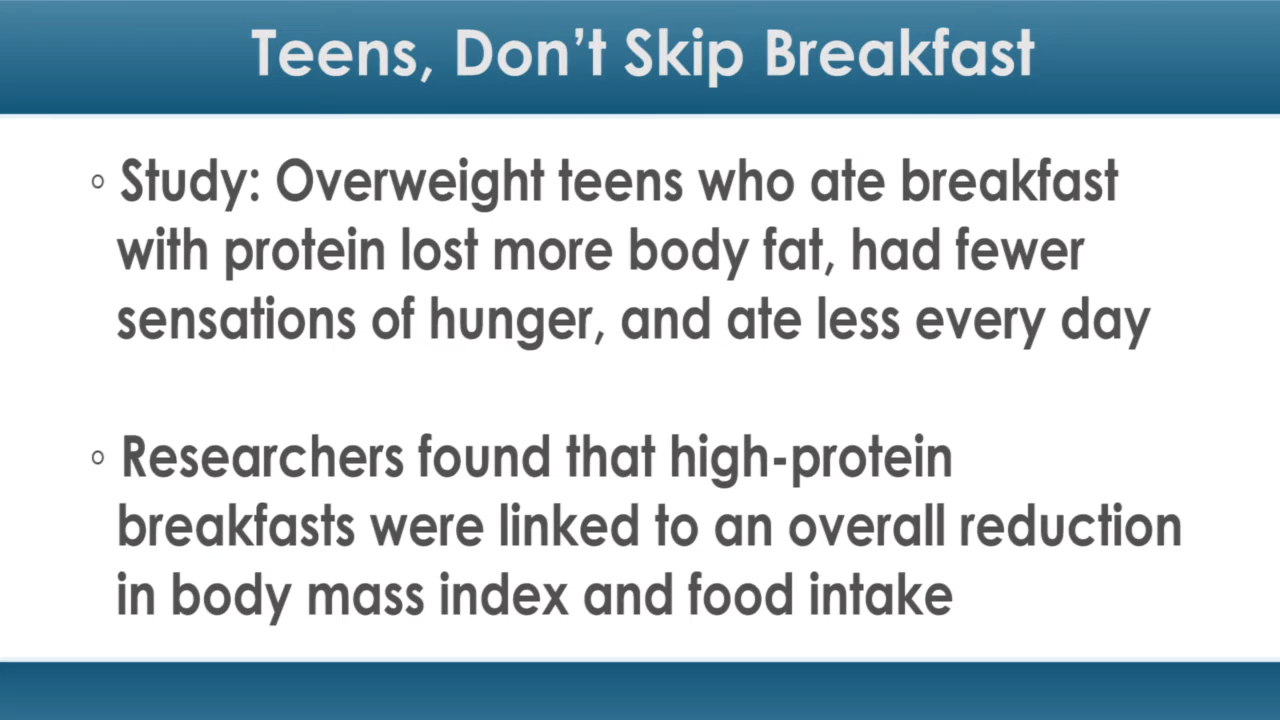 Teens, Don’t Skip Breakfast
◦ Study: Overweight teens who ate breakfast
with protein lost more body fat, had fewer
sensations of hunger, and ate less every day
◦ Researchers found that high-protein
breakfasts were linked to an overall reduction
in body mass index and food intake